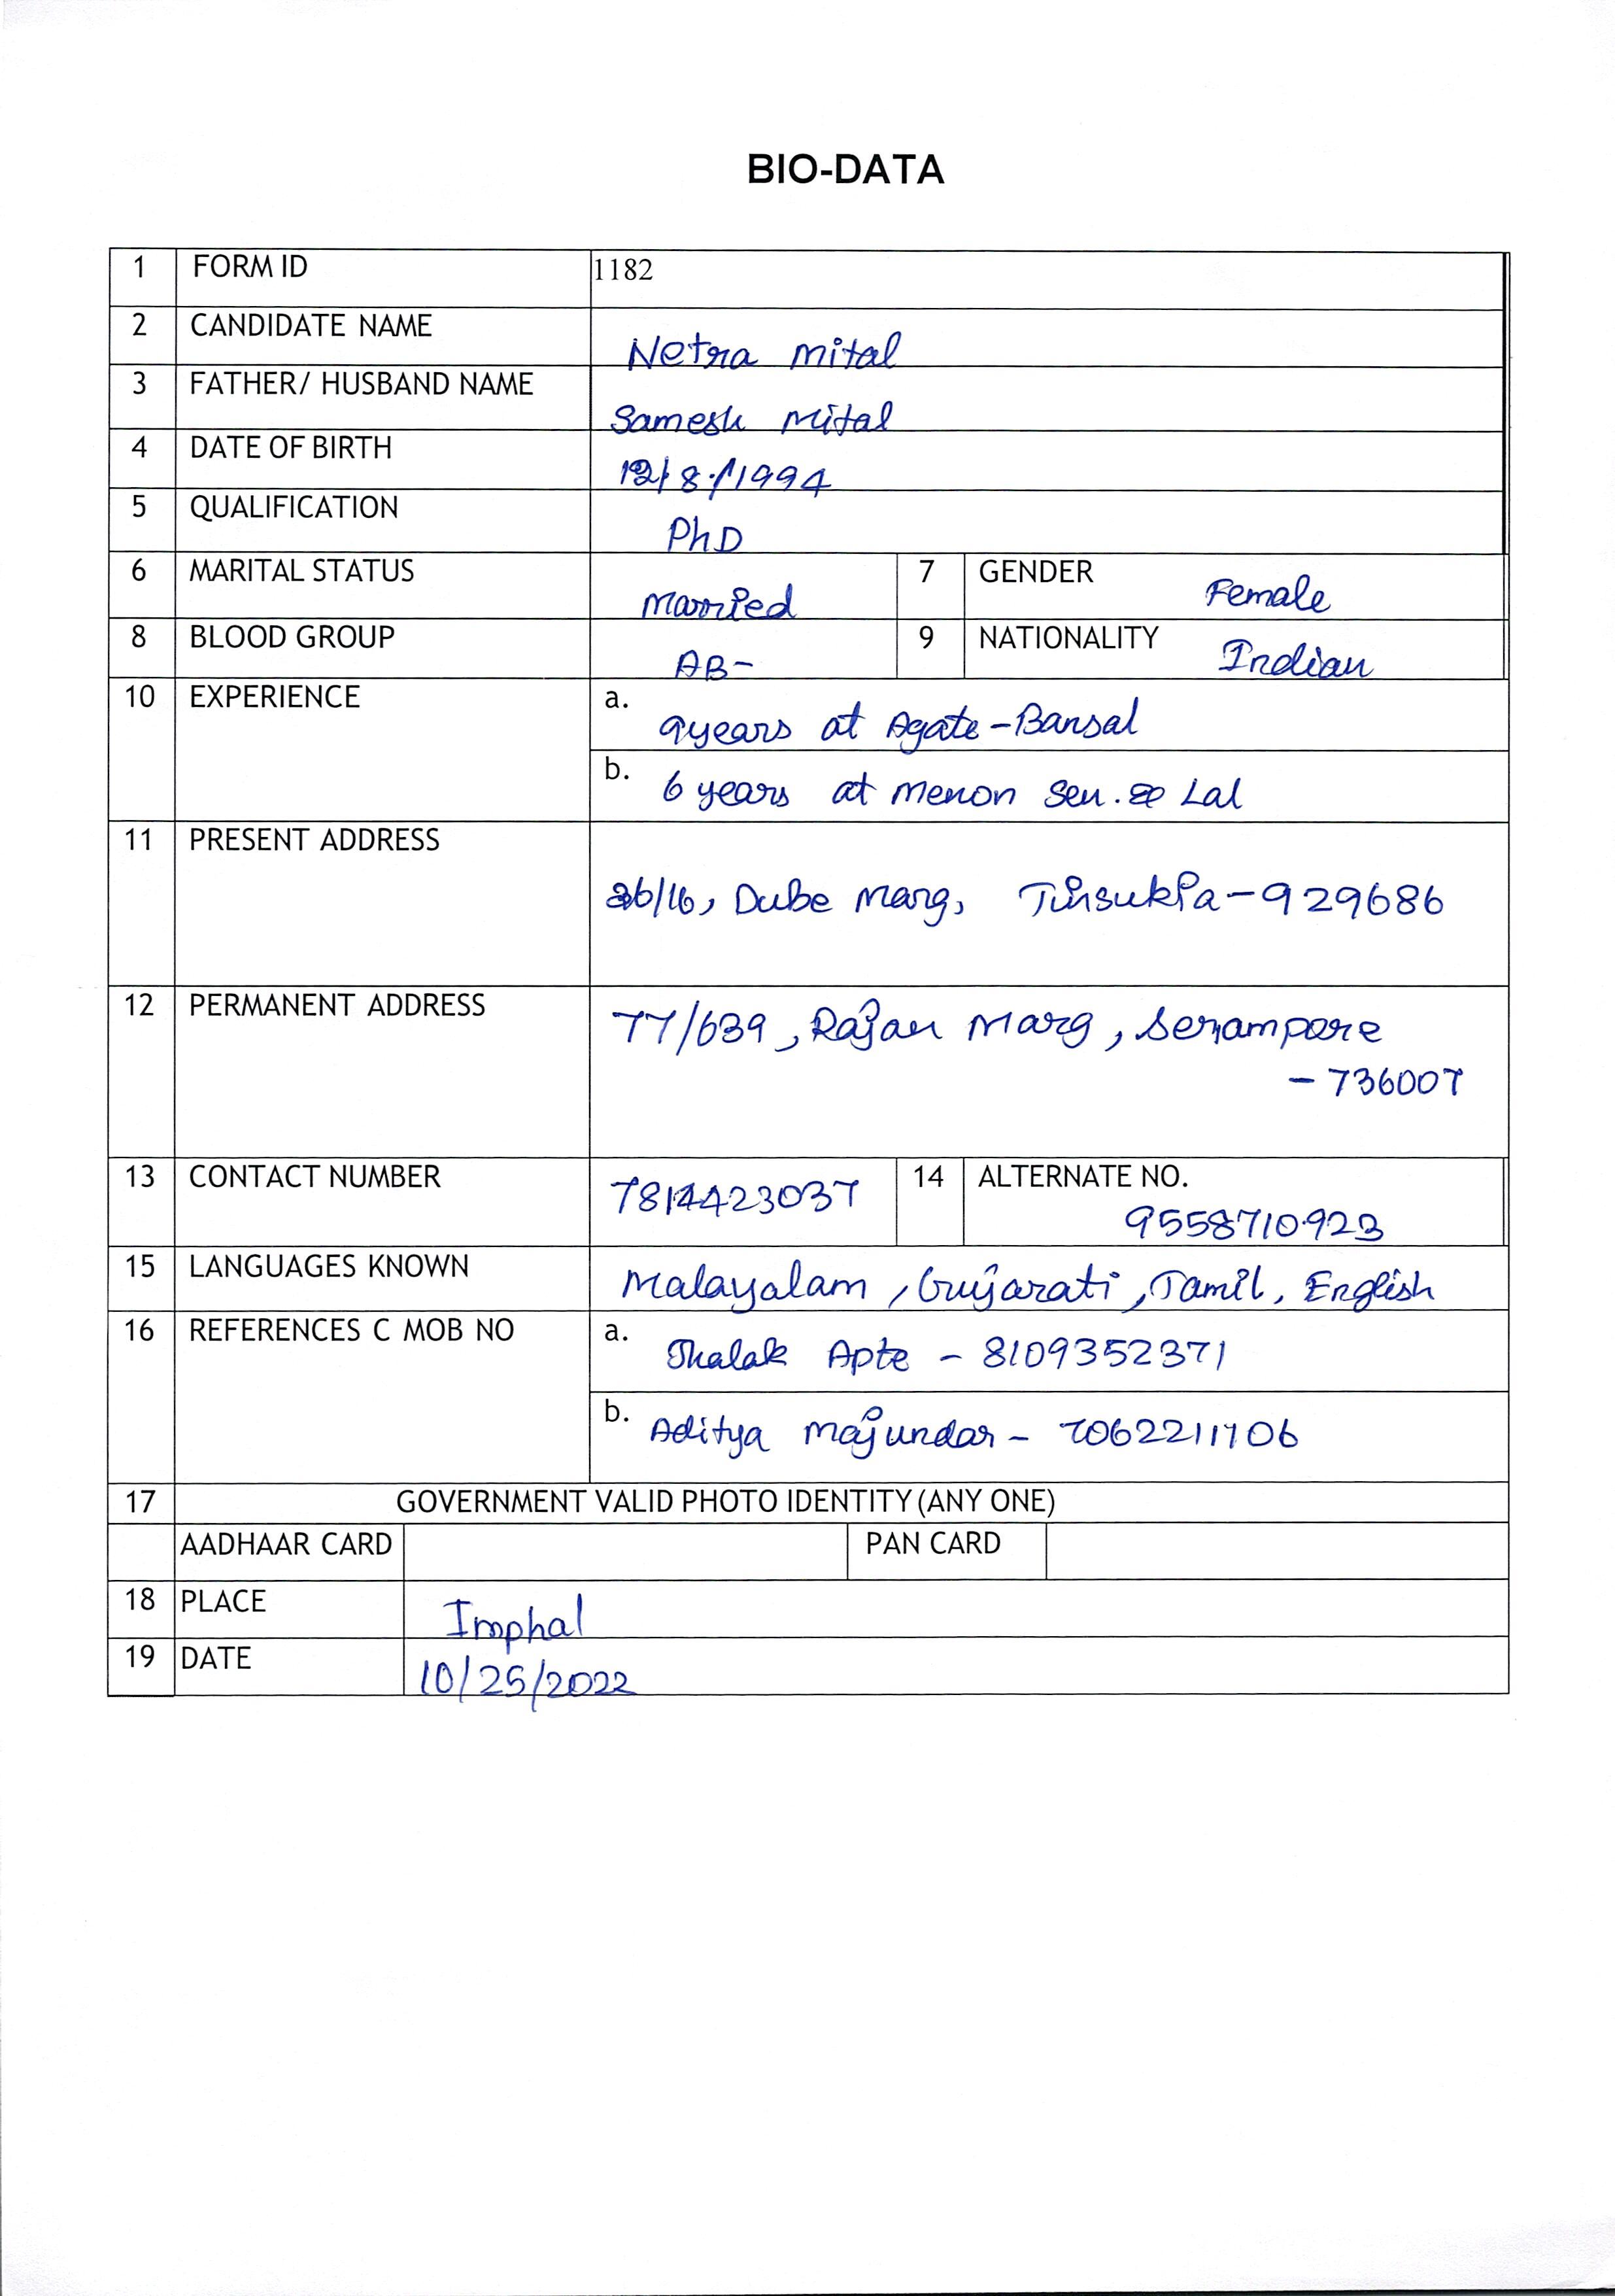 BIO-DATA
1 FORM ID 1182
2 CANDIDATE NAME Netra Mital
3 FATHER/ HUSBAND NAME Samesh Mital
4 DATE OF BIRTH 12/8/1994
5 QUALIFICATION PhD
6 MARITAL STATUS Married 7 GENDER Female
8 BLOOD GROUP AB- 9 NATIONALITY Indian
10 EXPERIENCE a. 9years at Agate-Bansal
b. 6 years at Menon Sen. & Lal
11 PRESENT ADDRESS 36/16, Dube Marg, Tinsukia-929686
12 PERMANENT ADDRESS 77/639, Rajan Marg, Serampore
- 736007
13 CONTACT NUMBER 7814423037 14 ALTERNATE NO.
9558710923
15 LANGUAGES KNOWN Malayalam, Gujarati, Tamil, English
16 REFERENCES C MOB NO a. Thalak Apte - 8109352371
b. Aditya Majundar - 7062211706
17 GOVERNMENT VALID PHOTO IDENTITY (ANY ONE)
AADHAAR CARD PAN CARD
18 PLACE Imphal
19 DATE 10/25/2022